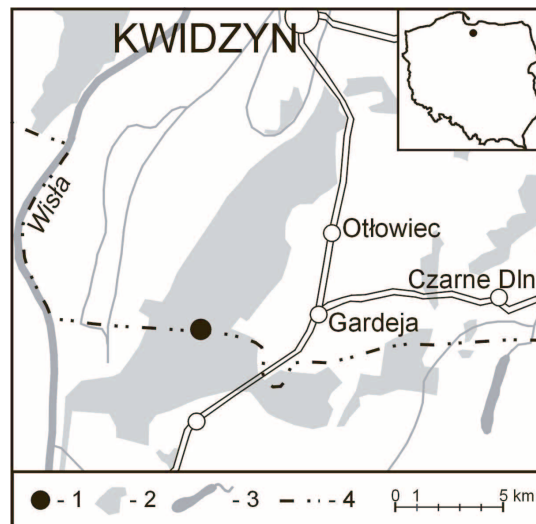 KWIDZYN
Wisła
Otłowiec
Czarne Dln
Gardeja
- 1 - 2 - 3 - 4 0 1 5 km